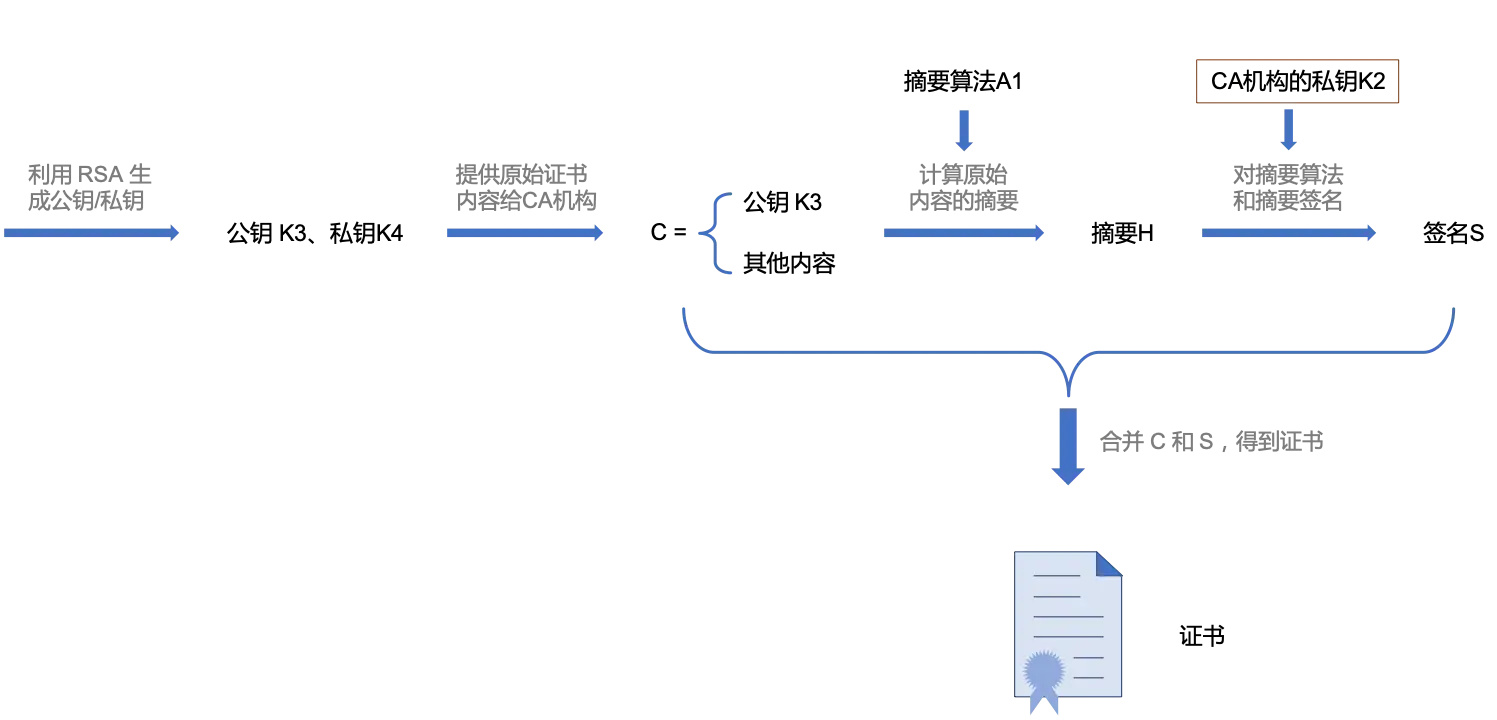 摘要算法A1
CA机构的私钥K2
利用 RSA 生
成公钥/私钥
提供原始证书
内容给CA机构
计算原始
内容的摘要
对摘要算法
和摘要签名
公钥 K3、私钥K4
C =
公钥 K3
其他内容
摘要H
签名S
合并 C 和 S，得到证书
证书